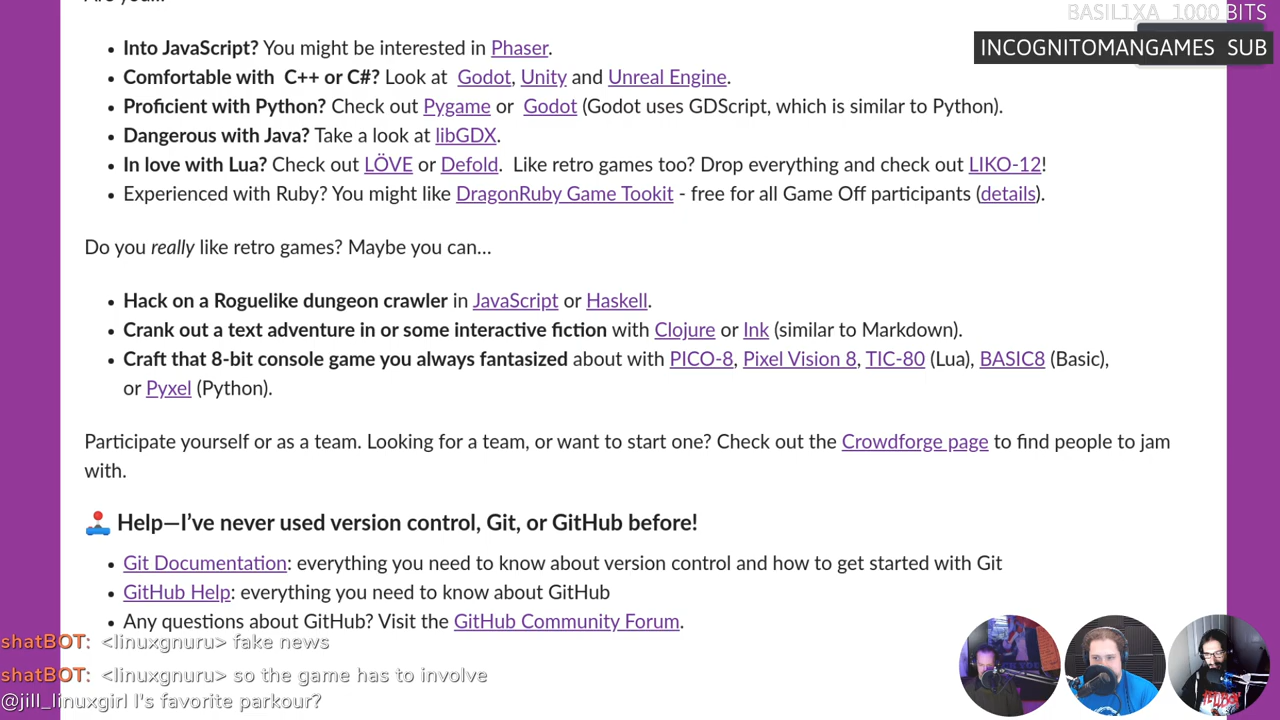 BASIL1XA 1000 BITS
INCOGNITOMANGAMES SUB
• Into JavaScript? You might be interested in Phaser.
• Comfortable with C++ or C#? Look at Godot, Unity and Unreal Engine.
• Proficient with Python? Check out Pygame or Godot (Godot uses GDScript, which is similar to Python).
• Dangerous with Java? Take a look at libGDX.
• In love with Lua? Check out LÖVE or Defold. Like retro games too? Drop everything and check out LIKO-12!
• Experienced with Ruby? You might like DragonRuby Game Tookit - free for all Game Off participants (details).
Do you really like retro games? Maybe you can...
• Hack on a Roguelike dungeon crawler in JavaScript or Haskell.
• Crank out a text adventure in or some interactive fiction with Clojure or Ink (similar to Markdown).
• Craft that 8-bit console game you always fantasized about with PICO-8, Pixel Vision 8, TIC-80 (Lua), BASIC8 (Basic),
or Pyxel (Python).
Participate yourself or as a team. Looking for a team, or want to start one? Check out the Crowdforge page to find people to jam
with.
Help—I've never used version control, Git, or GitHub before!
• Git Documentation: everything you need to know about version control and how to get started with Git
• GitHub Help: everything you need to know about GitHub
• Any questions about GitHub? Visit the GitHub Community Forum.
shatBOT: <linuxgnuru> fake news
shatBOT: <linuxgnuru> so the game has to involve
@jill_linuxgirl l's favorite parkour?